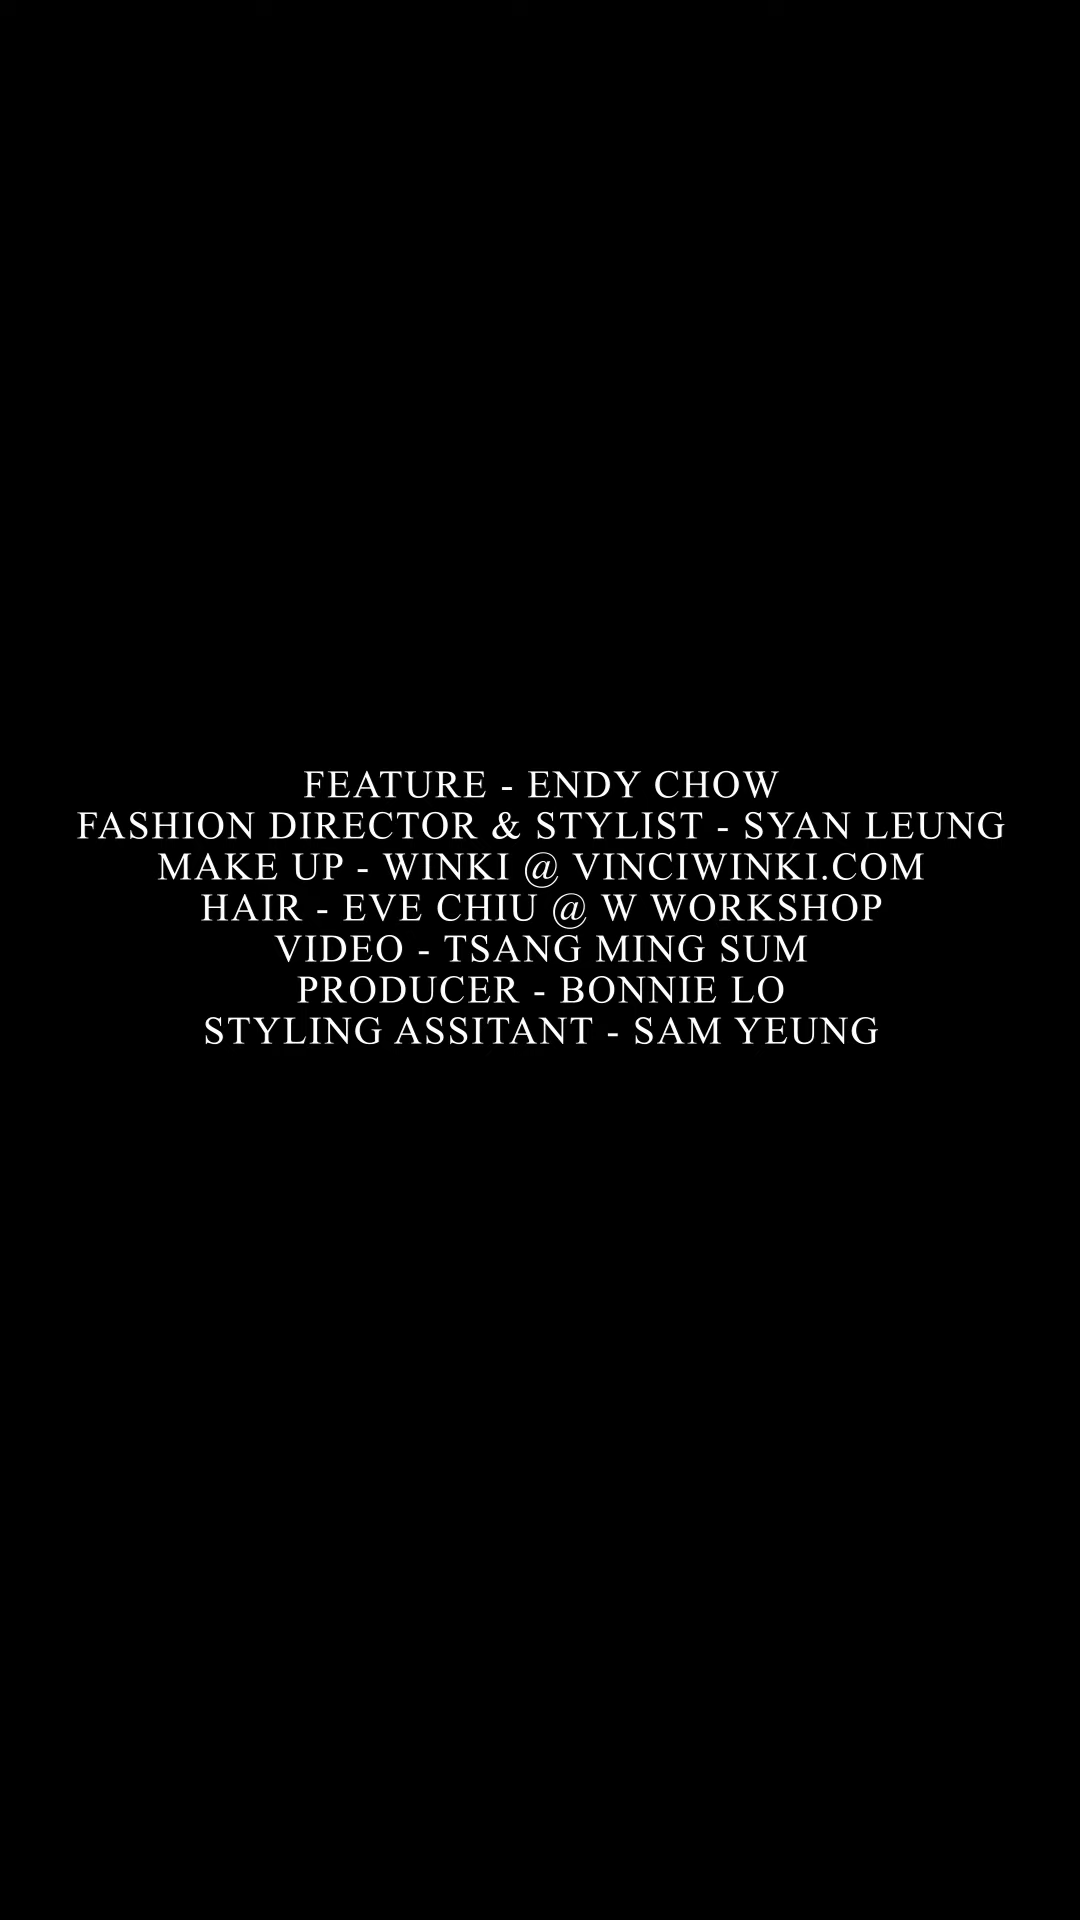 FEATURE - ENDY CHOW
FASHION DIRECTOR & STYLIST - SYAN LEUNG
MAKE UP - WINKI @ VINCIWINKI.COM
HAIR - EVE CHIU @ W WORKSHOP
VIDEO - TSANG MING SUM
PRODUCER - BONNIE LO
STYLING ASSITANT - SAM YEUNG